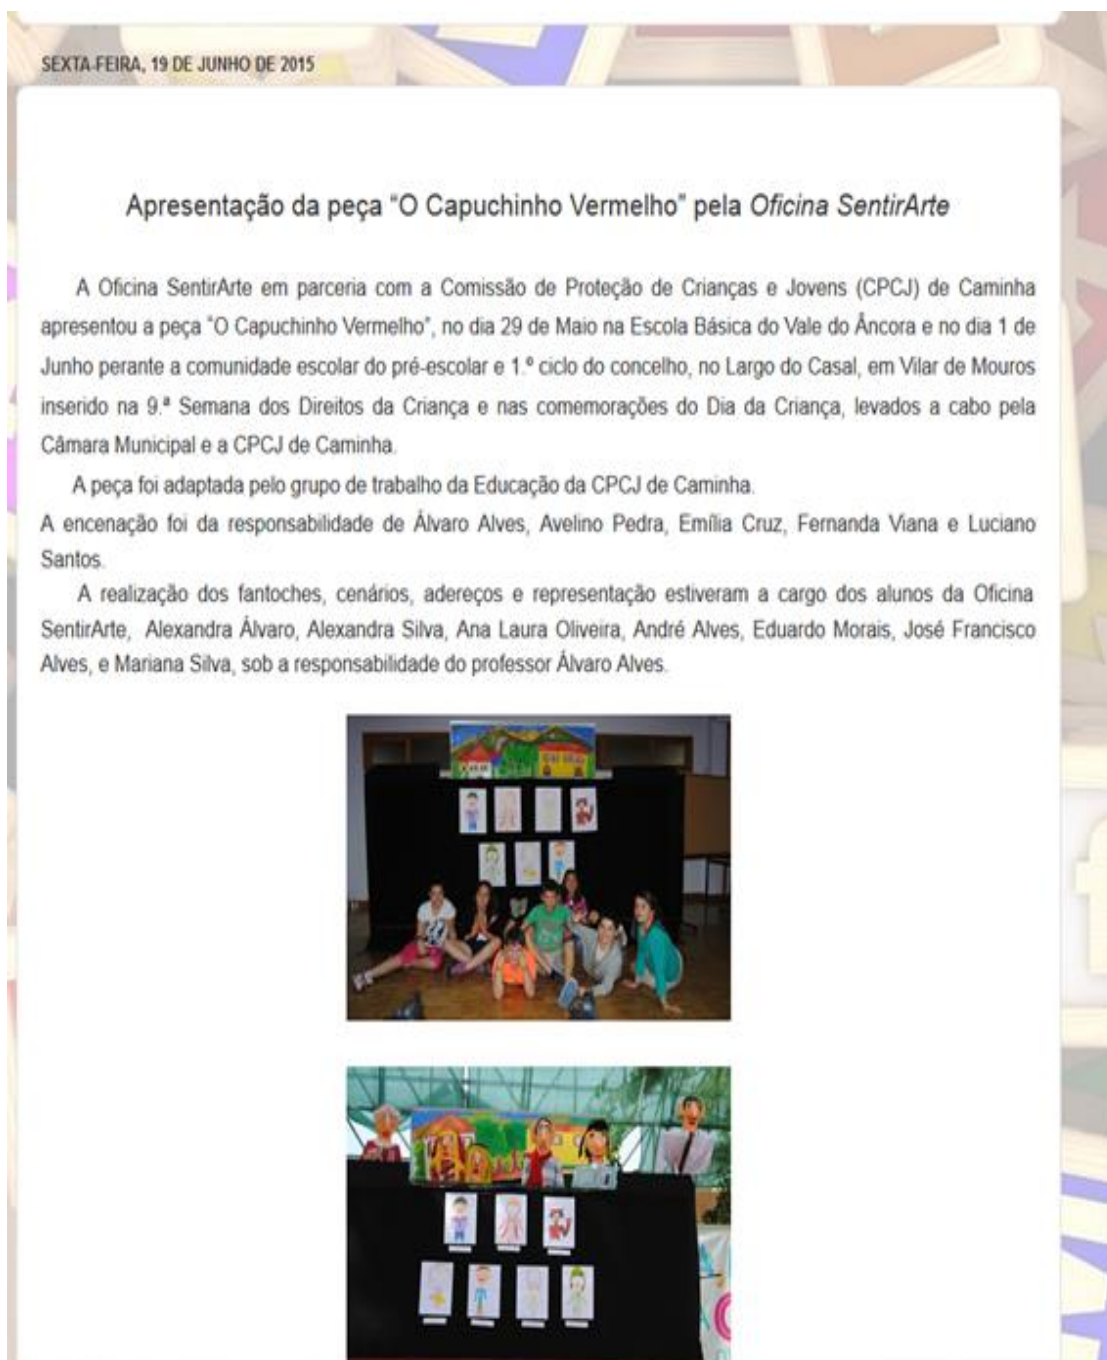 SEXTA-FEIRA, 19 DE JUNHO DE 2015
Apresentação da peça “O Capuchinho Vermelho” pela Oficina SentirArte
A Oficina SentirArte em parceria com a Comissão de Proteção de Crianças e Jovens (CPCJ) de Caminha
apresentou a peça “O Capuchinho Vermelho”, no dia 29 de Maio na Escola Básica do Vale do Âncora e no dia 1 de
Junho perante a comunidade escolar do pré-escolar e 1.º ciclo do concelho, no Largo do Casal, em Vilar de Mouros
inserido na 9.ª Semana dos Direitos da Criança e nas comemorações do Dia da Criança, levados a cabo pela
Câmara Municipal e a CPCJ de Caminha.
A peça foi adaptada pelo grupo de trabalho da Educação da CPCJ de Caminha.
A encenação foi da responsabilidade de Álvaro Alves, Avelino Pedra, Emília Cruz, Fernanda Viana e Luciano
Santos.
A realização dos fantoches, cenários, adereços e representação estiveram a cargo dos alunos da Oficina
SentirArte, Alexandra Álvaro, Alexandra Silva, Ana Laura Oliveira, André Alves, Eduardo Morais, José Francisco
Alves, e Mariana Silva, sob a responsabilidade do professor Álvaro Alves.